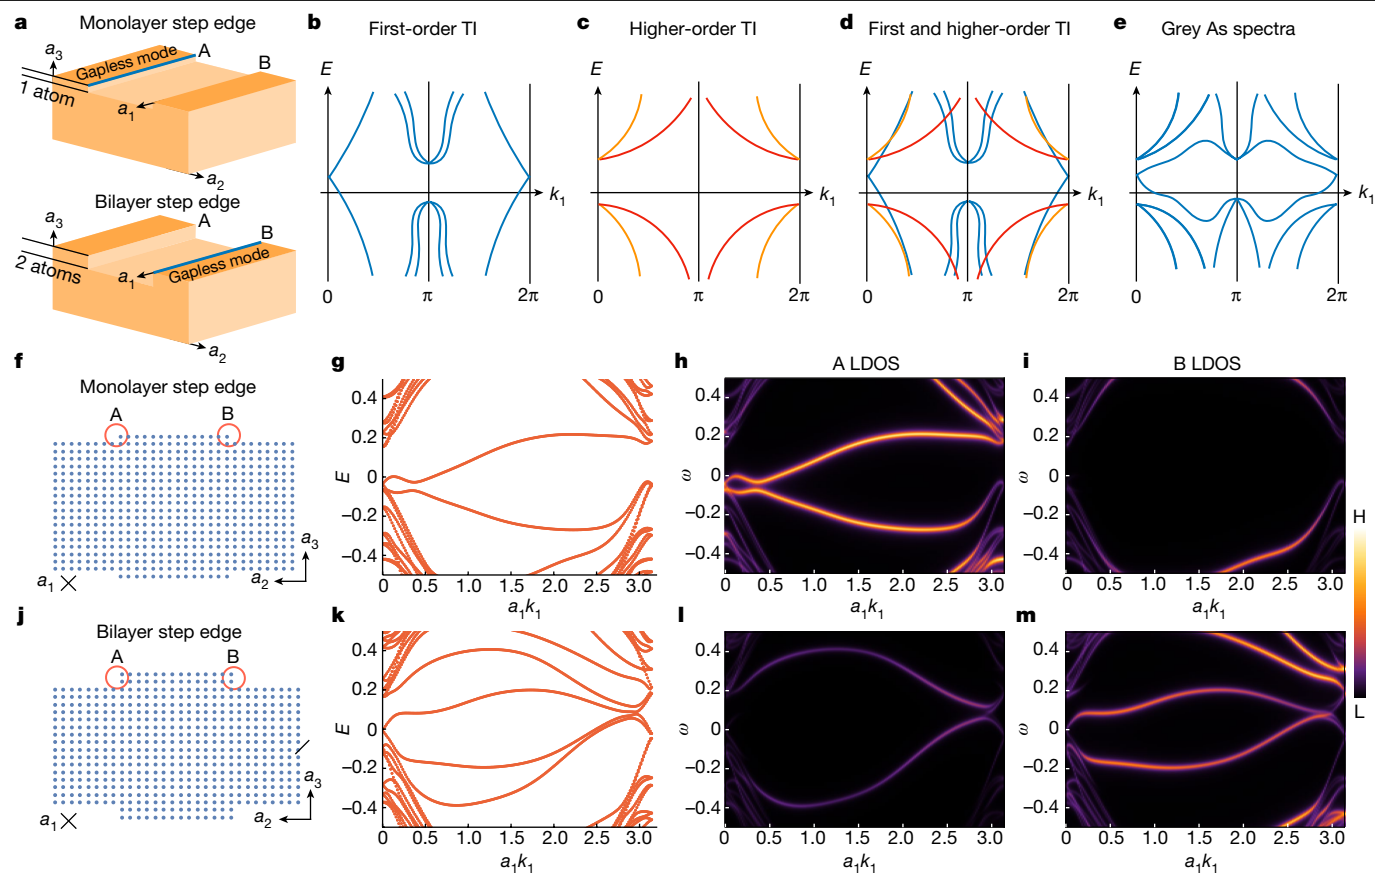 a
Monolayer step edge
a3
Gapless mode
A
B
1 atom
a1
a2
Bilayer step edge
a3
A
B
2 atoms
a1
Gapless mode
a2
b
First-order TI
E
k1
0
π
2π
c
Higher-order TI
E
k1
0
π
2π
d
First and higher-order TI
E
k1
0
π
2π
e
Grey As spectra
E
k1
0
π
2π
f
Monolayer step edge
A
B
a3
a1
a2
g
0.4
0.2
0
−0.2
−0.4
E
0
0.5
1.0
1.5
2.0
2.5
3.0
a1k1
h
A LDOS
0.4
0.2
0
−0.2
−0.4
ω
0
0.5
1.0
1.5
2.0
2.5
3.0
a1k1
i
B LDOS
0.4
0.2
0
−0.2
−0.4
ω
0
0.5
1.0
1.5
2.0
2.5
3.0
a1k1
H
L
j
Bilayer step edge
A
B
a3
a1
a2
k
0.4
0.2
0
−0.2
−0.4
E
0
0.5
1.0
1.5
2.0
2.5
3.0
a1k1
l
0.4
0.2
0
−0.2
−0.4
ω
0
0.5
1.0
1.5
2.0
2.5
3.0
a1k1
m
0.4
0.2
0
−0.2
−0.4
ω
0
0.5
1.0
1.5
2.0
2.5
3.0
a1k1